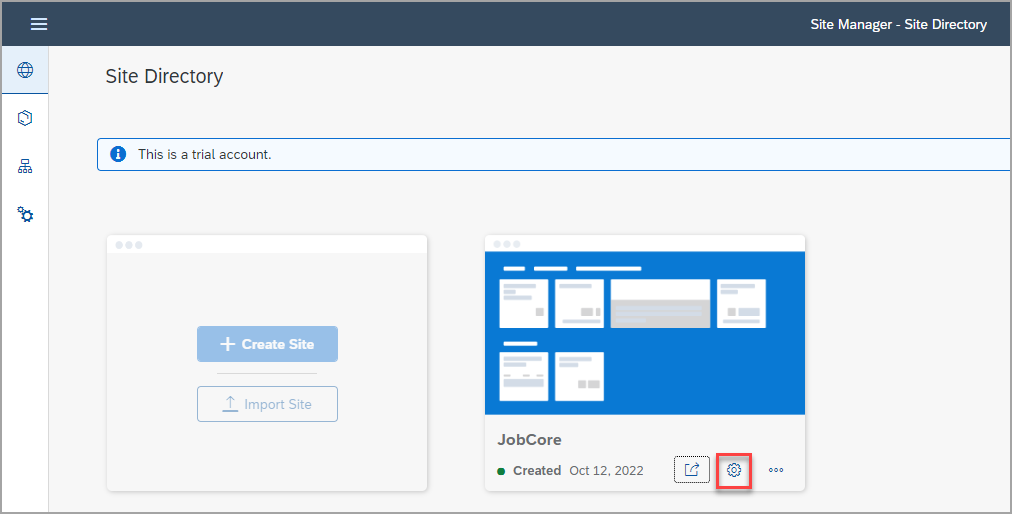 Site Manager - Site Directory
Site Directory
This is a trial account.
Create Site
Import Site
JobCore
Created Oct 12, 2022